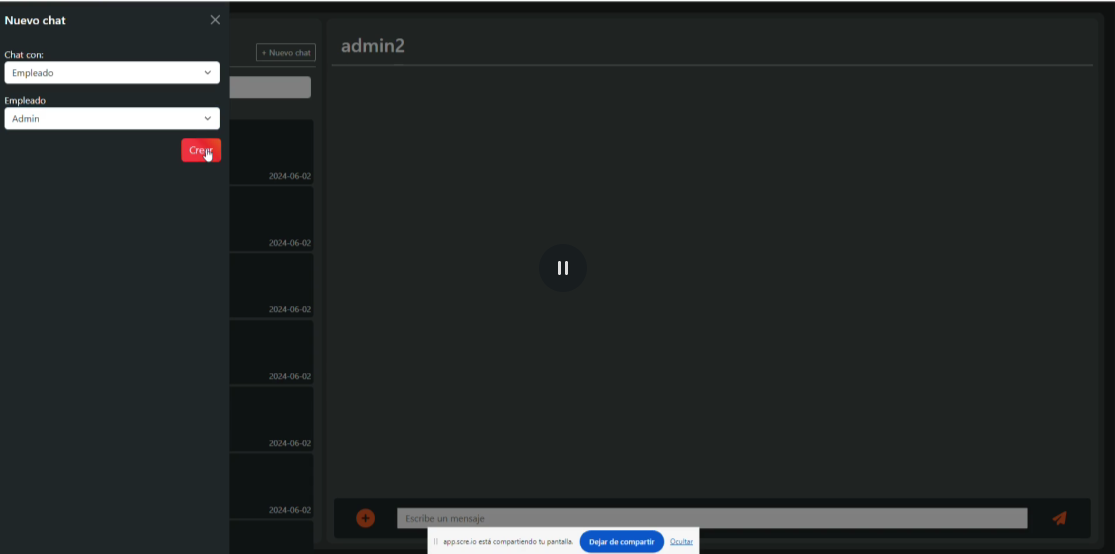 Nuevo chat
Chat con:
Empleado
Empleado
Admin
Crear
+ Nuevo chat
2024-06-02
2024-06-02
2024-06-02
2024-06-02
2024-06-02
2024-06-02
admin2
Escribe un mensaje
app.scre.io está compartiendo tu pantalla.
Dejar de compartir
Ocultar